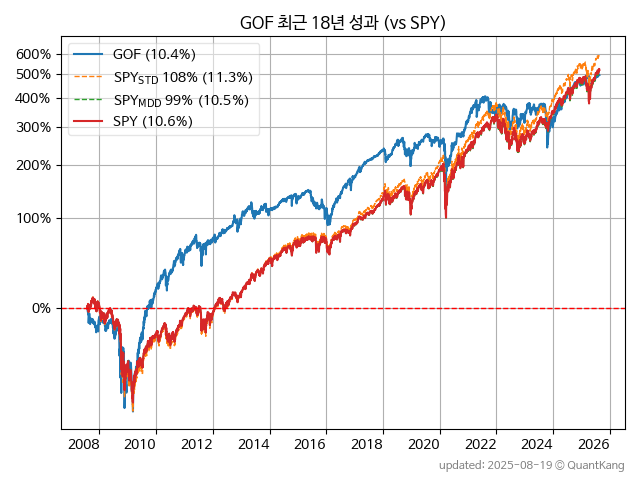 GOF 최근 18년 성과 (vs SPY)
GOF (10.4%)
SPY_STD 108% (11.3%)
SPY_MDD 99% (10.5%)
SPY (10.6%)
600%
500%
400%
300%
200%
100%
0%
2008 2010 2012 2014 2016 2018 2020 2022 2024 2026
updated: 2025-08-19 © QuantKang